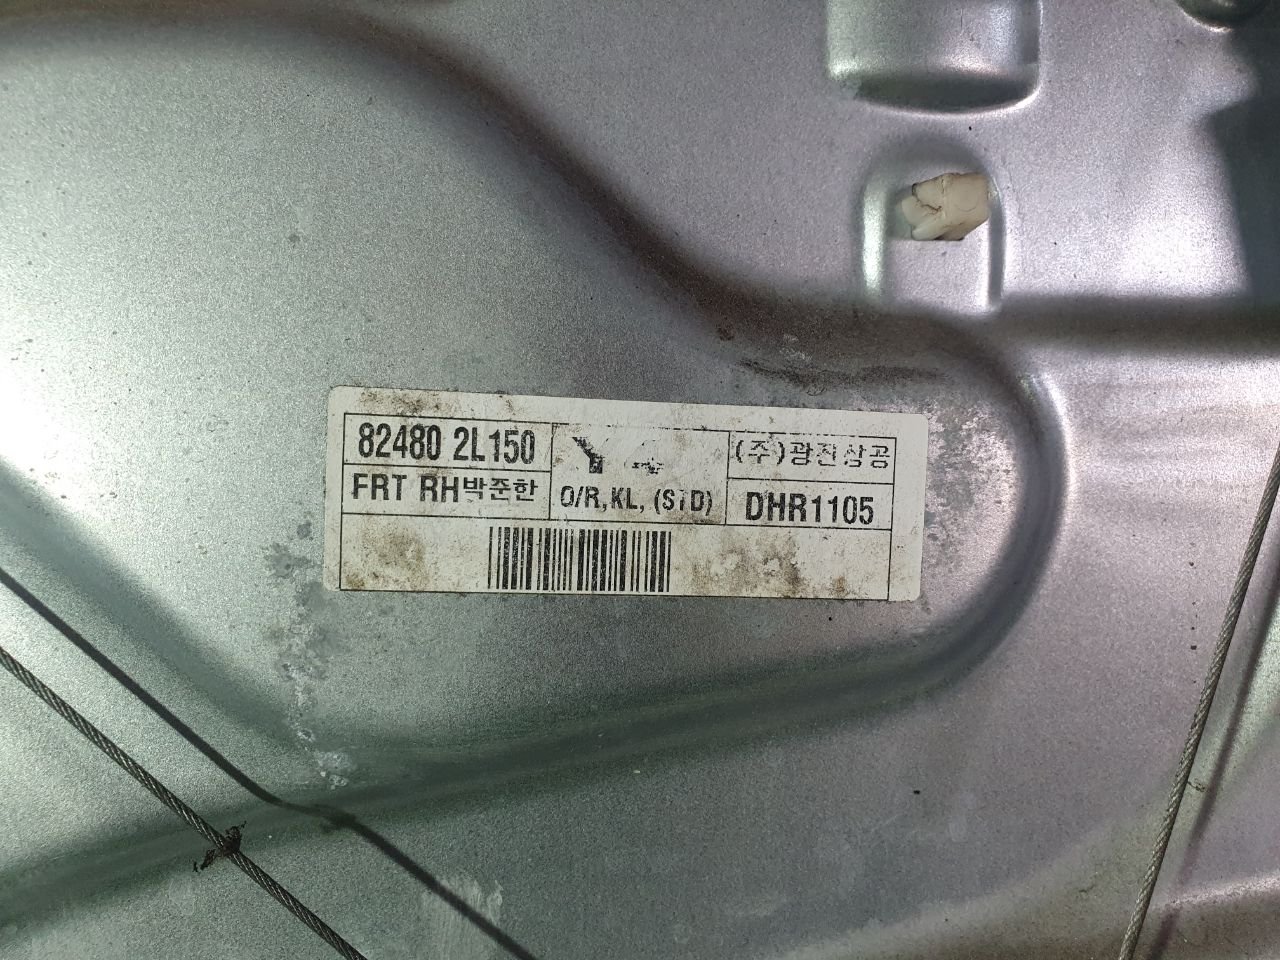 82480 2L150
(주)광진상공
FRT RH박준한
O/R, KL, (STD)
DHR1105